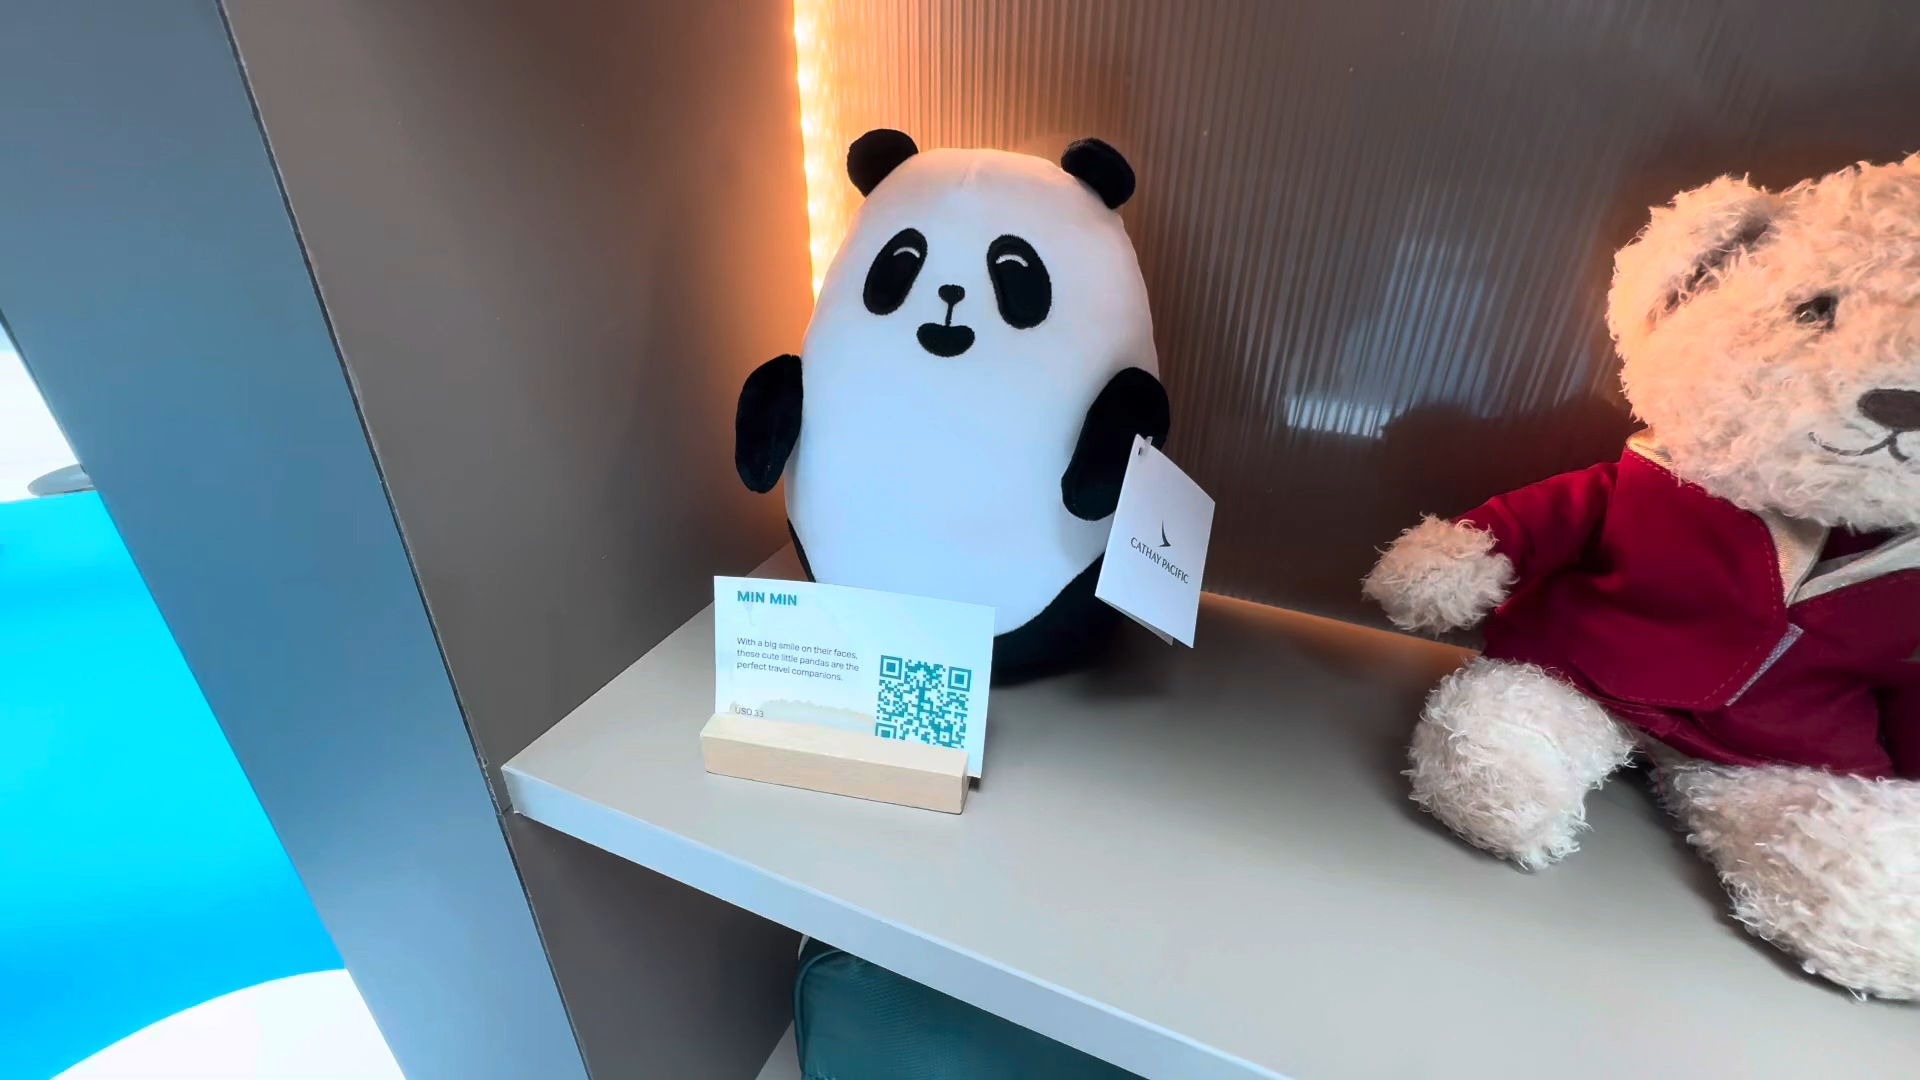 MIN MIN
With a big smile on their faces,
these cute little pandas are the
perfect travel companions.
USD 33
CATHAY PACIFIC